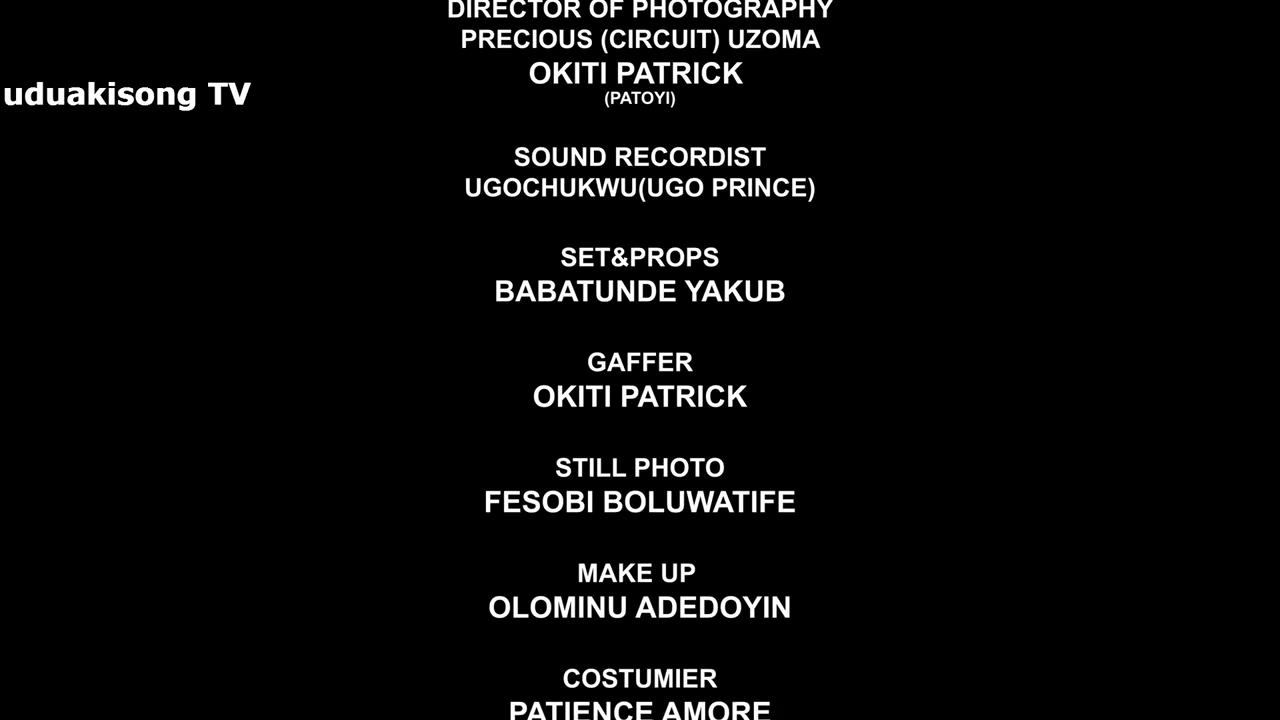 DIRECTOR OF PHOTOGRAPHY
PRECIOUS (CIRCUIT) UZOMA
OKITI PATRICK
uduakisong TV
(PATOYI)
SOUND RECORDIST
UGOCHUKWU(UGO PRINCE)
SET&PROPS
BABATUNDE YAKUB
GAFFER
OKITI PATRICK
STILL PHOTO
FESOBI BOLUWATIFE
MAKE UP
OLOMINU ADEDOYIN
COSTUMIER
PATIENCE AMORE